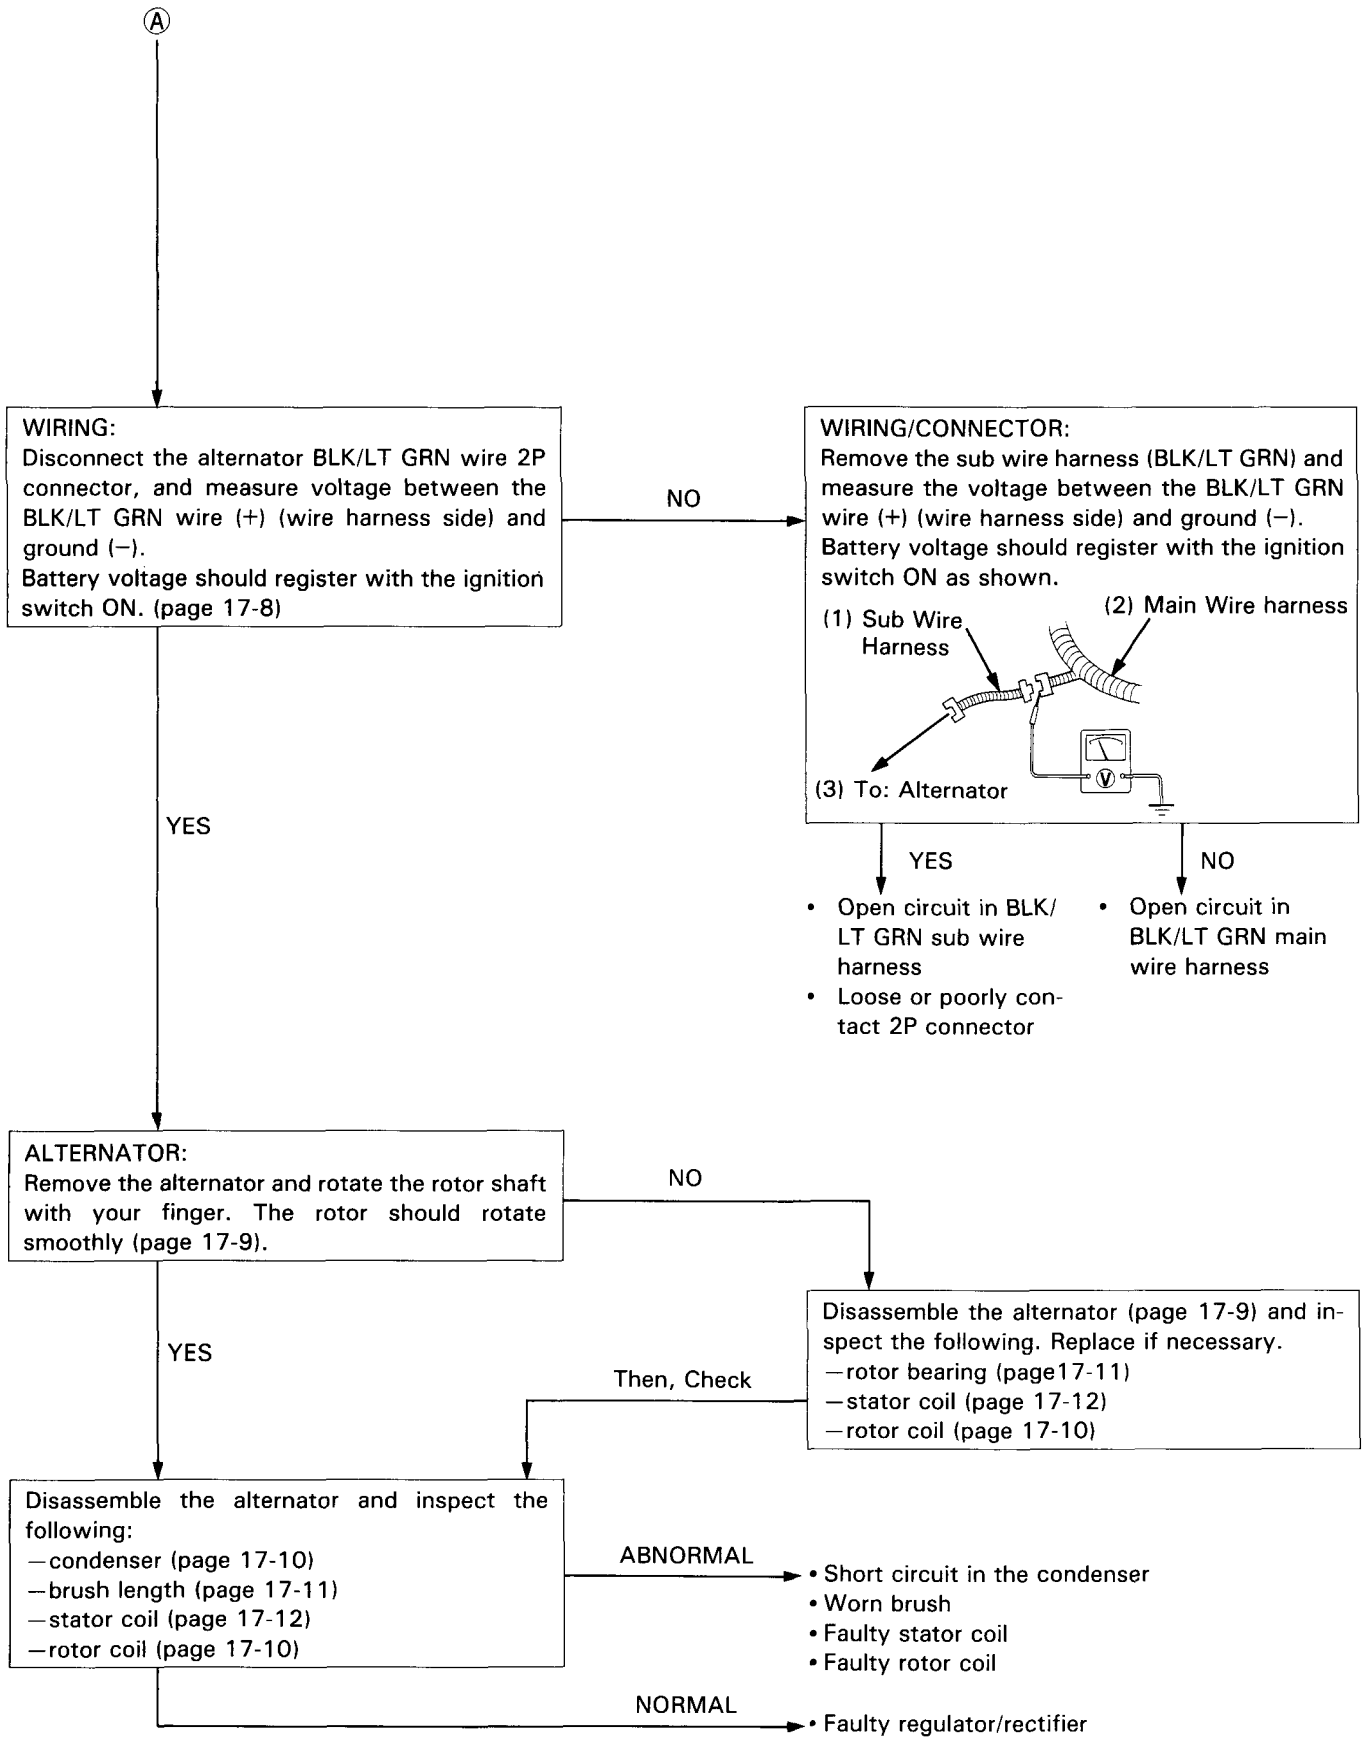 A
WIRING:
Disconnect the alternator BLK/LT GRN wire 2P
connector, and measure voltage between the
BLK/LT GRN wire (+) (wire harness side) and
ground (−).
Battery voltage should register with the ignition
switch ON. (page 17-8)
NO
WIRING/CONNECTOR:
Remove the sub wire harness (BLK/LT GRN) and
measure the voltage between the BLK/LT GRN
wire (+) (wire harness side) and ground (−).
Battery voltage should register with the ignition
switch ON as shown.
(1) Sub Wire
Harness
(2) Main Wire harness
V
(3) To: Alternator
YES
YES
• Open circuit in BLK/
LT GRN sub wire
harness
• Loose or poorly con-
tact 2P connector
NO
• Open circuit in
BLK/LT GRN main
wire harness
ALTERNATOR:
Remove the alternator and rotate the rotor shaft
with your finger. The rotor should rotate
smoothly (page 17-9).
NO
Disassemble the alternator (page 17-9) and in-
spect the following. Replace if necessary.
—rotor bearing (page17-11)
—stator coil (page 17-12)
—rotor coil (page 17-10)
YES
Then, Check
Disassemble the alternator and inspect the
following:
—condenser (page 17-10)
—brush length (page 17-11)
—stator coil (page 17-12)
—rotor coil (page 17-10)
ABNORMAL
• Short circuit in the condenser
• Worn brush
• Faulty stator coil
• Faulty rotor coil
NORMAL
• Faulty regulator/rectifier